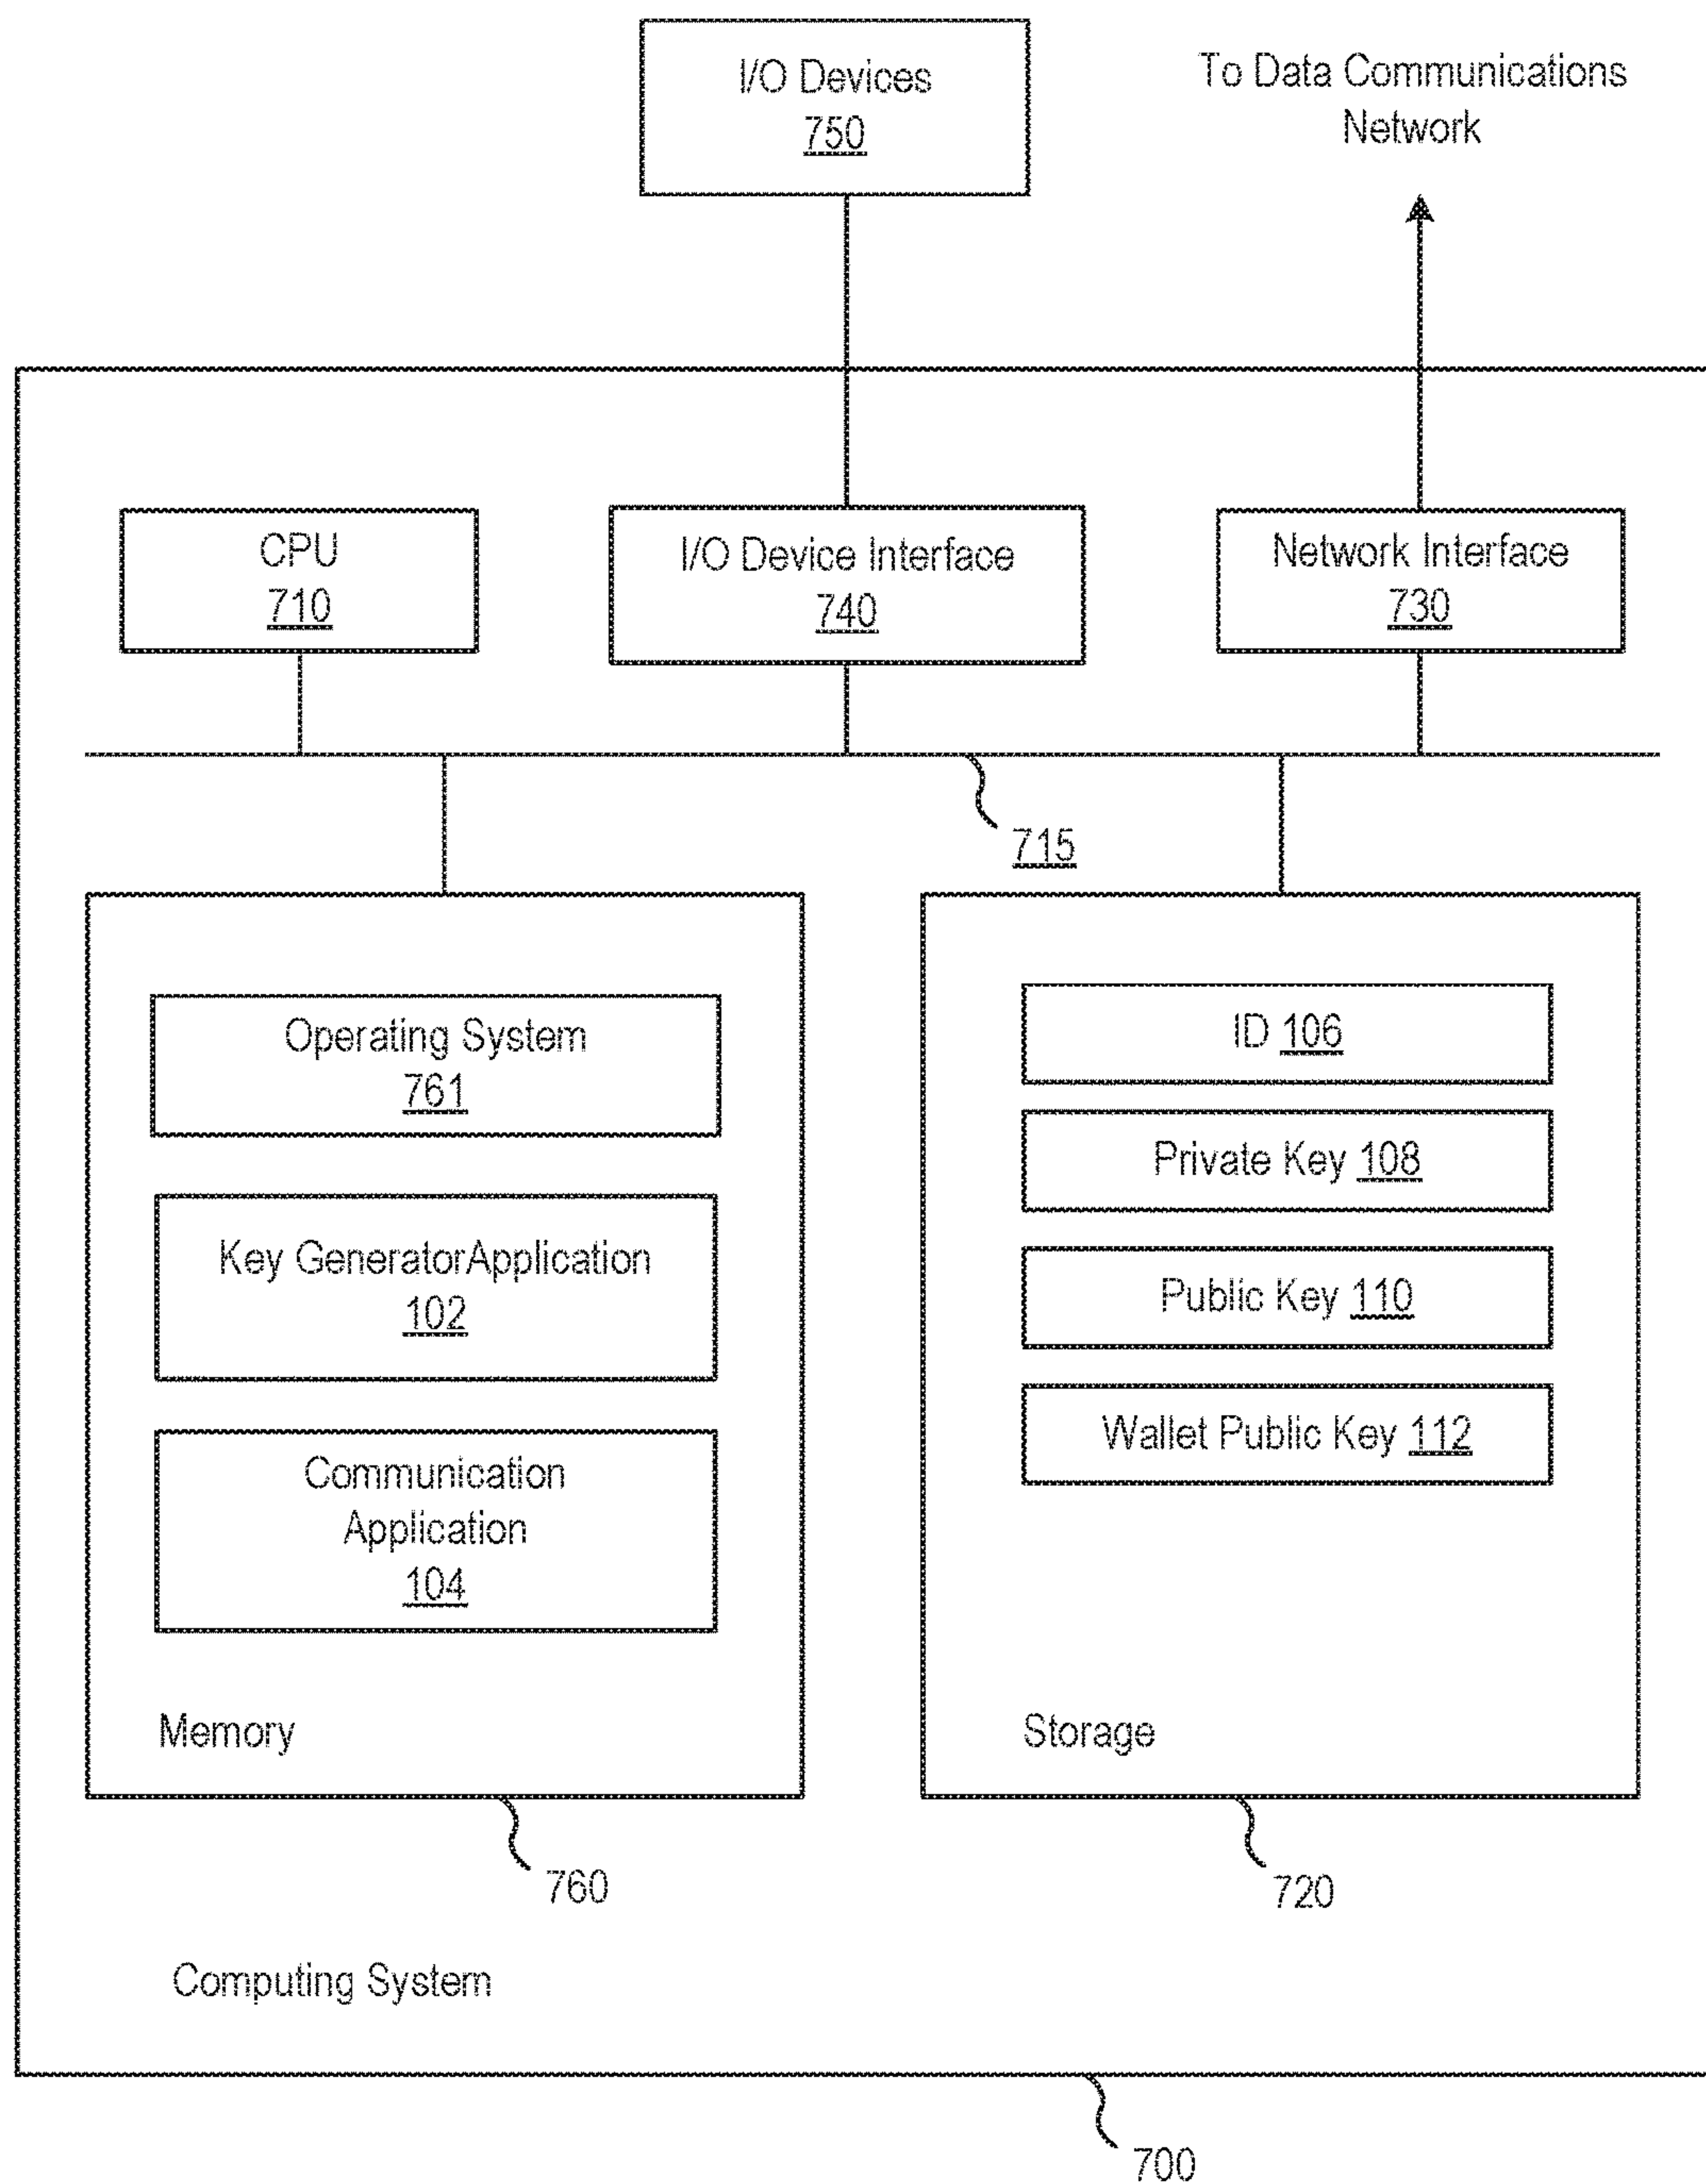 I/O Devices
750
To Data Communications
Network
CPU
710
I/O Device Interface
740
Network Interface
730
715
Operating System
761
Key GeneratorApplication
102
Communication
Application
104
Memory
760
ID 106
Private Key 108
Public Key 110
Wallet Public Key 112
Storage
720
Computing System
700